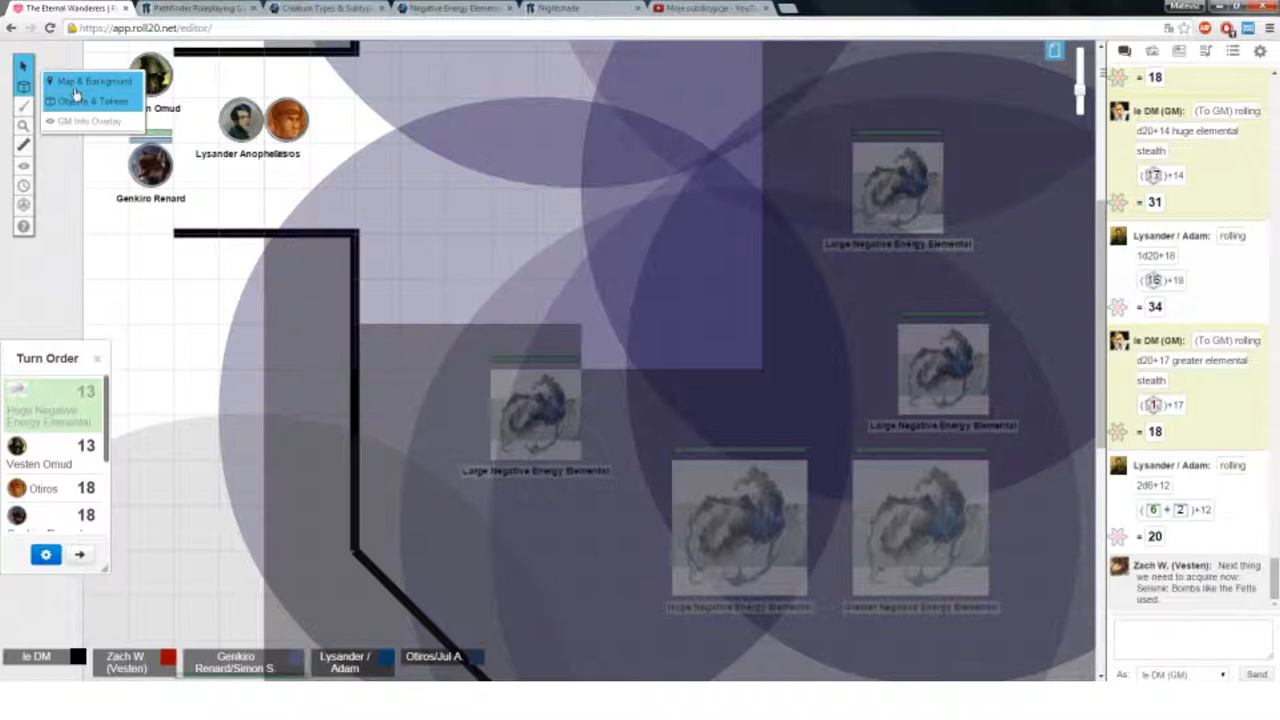 The Eternal Wanderers |
Pathfinder Roleplaying G
Creature Types & Subtyp
Negative Energy Elemen
Nightshade
Moje subskrypcje - YouT
Mateusz
https://app.roll20.net/editor/
Map & Background
Objects & Tokens
GM Info Overlay
n Omud
Lysander Anophel
Genkiro Renard
Large Negative Energy Elemental
Large Negative Energy Elemental
Large Negative Energy Elemental
Huge Negative Energy Elemental
Greater Negative Energy Elemental
Turn Order
13
Huge Negative
Energy Elemental
13
Vesten Omud
Otiros 18
18
le DM
Zach W.
(Vesten)
Genkiro
Renard/Simon S.
Lysander /
Adam
Otiros/Jul A.
= 18
le DM (GM): (To GM) rolling
d20+14 huge elemental
stealth
(17)+14
= 31
Lysander / Adam: rolling
1d20+18
(16)+18
= 34
le DM (GM): (To GM) rolling
d20+17 greater elemental
stealth
(1)+17
= 18
Lysander / Adam: rolling
2d6+12
(6 + 2)+12
= 20
Zach W. (Vesten): Next thing
we need to acquire now:
Seismic Bombs like the Fetts
used.
As: le DM (GM)
Send